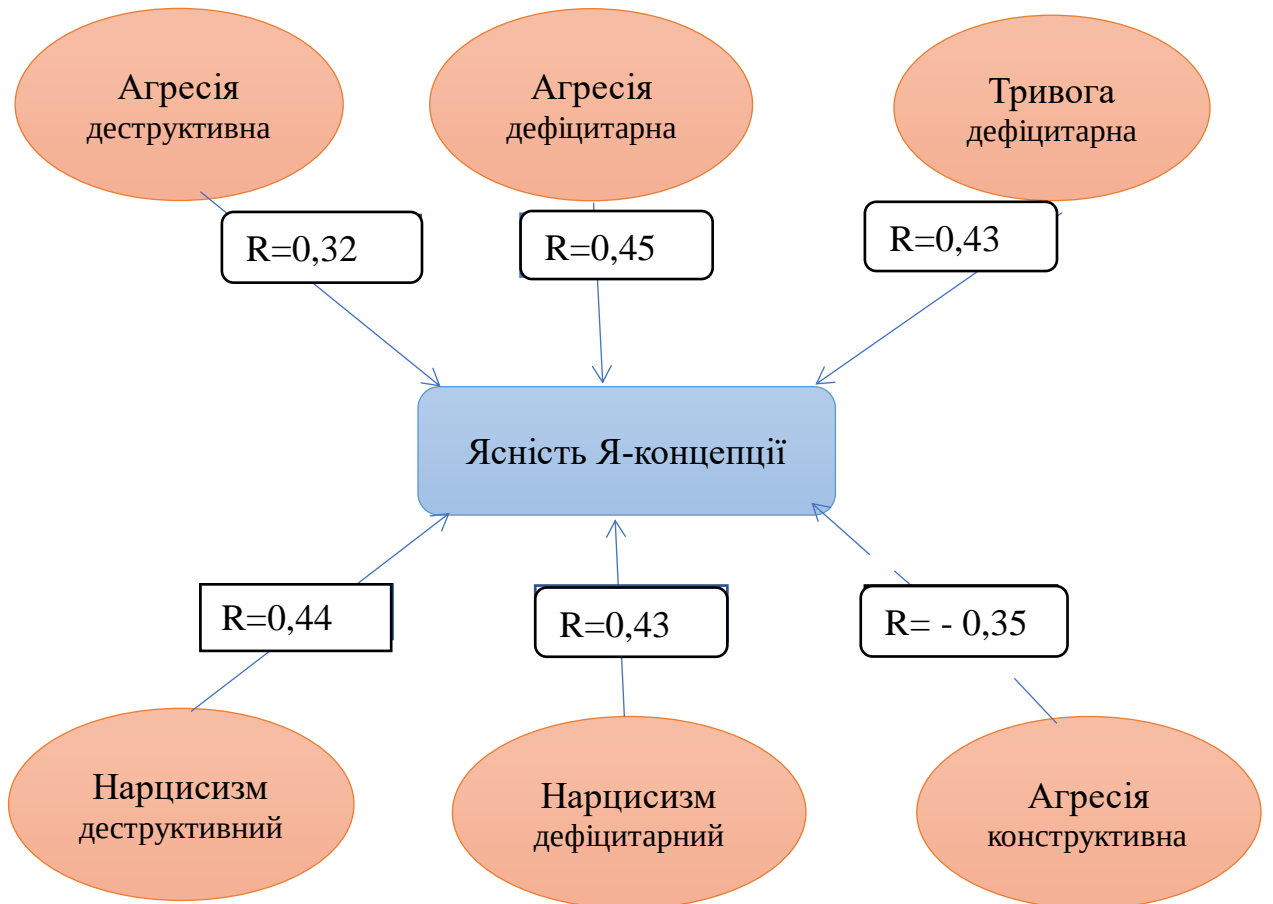 Агресія
деструктивна
Агресія
дефіцитарна
Тривога
дефіцитарна
R=0,32
R=0,45
R=0,43
Ясність Я-концепції
R=0,44
R=0,43
R= - 0,35
Нарцисизм
деструктивний
Нарцисизм
дефіцитарний
Агресія
конструктивна